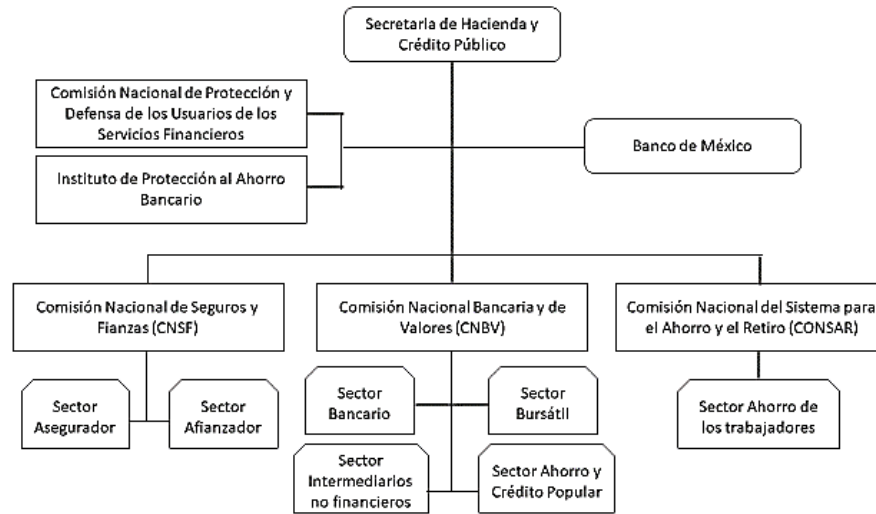 Secretaría de Hacienda y
Crédito Público
Comisión Nacional de Protección y
Defensa de los Usuarios de los
Servicios Financieros
Banco de México
Instituto de Protección al Ahorro
Bancario
Comisión Nacional de Seguros y
Fianzas (CNSF)
Comisión Nacional Bancaria y de
Valores (CNBV)
Comisión Nacional del Sistema para
el Ahorro y el Retiro (CONSAR)
Sector
Asegurador
Sector
Afianzador
Sector
Bancario
Sector
Bursátil
Sector Ahorro de
los trabajadores
Sector
Intermediarios
no financieros
Sector Ahorro y
Crédito Popular